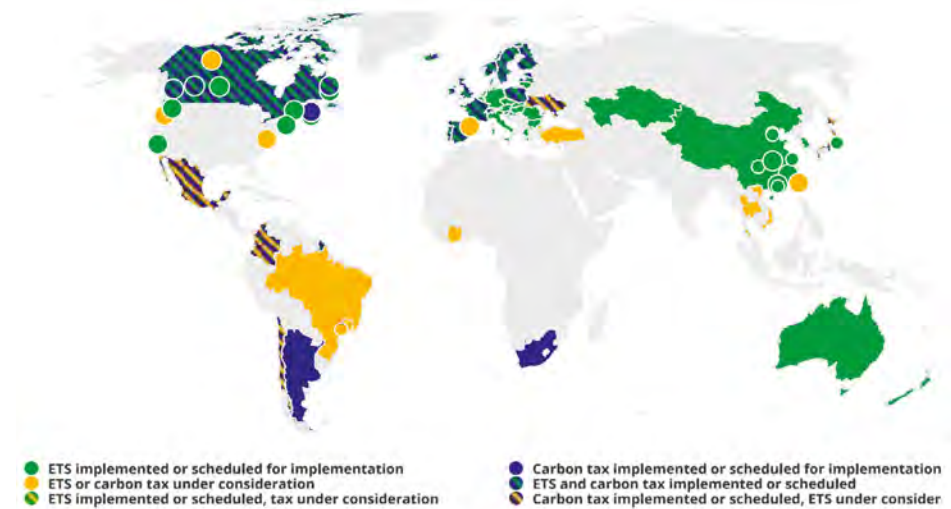 ETS implemented or scheduled for implementation
ETS or carbon tax under consideration
ETS implemented or scheduled, tax under consideration
Carbon tax implemented or scheduled for implementation
ETS and carbon tax implemented or scheduled
Carbon tax implemented or scheduled, ETS under consider